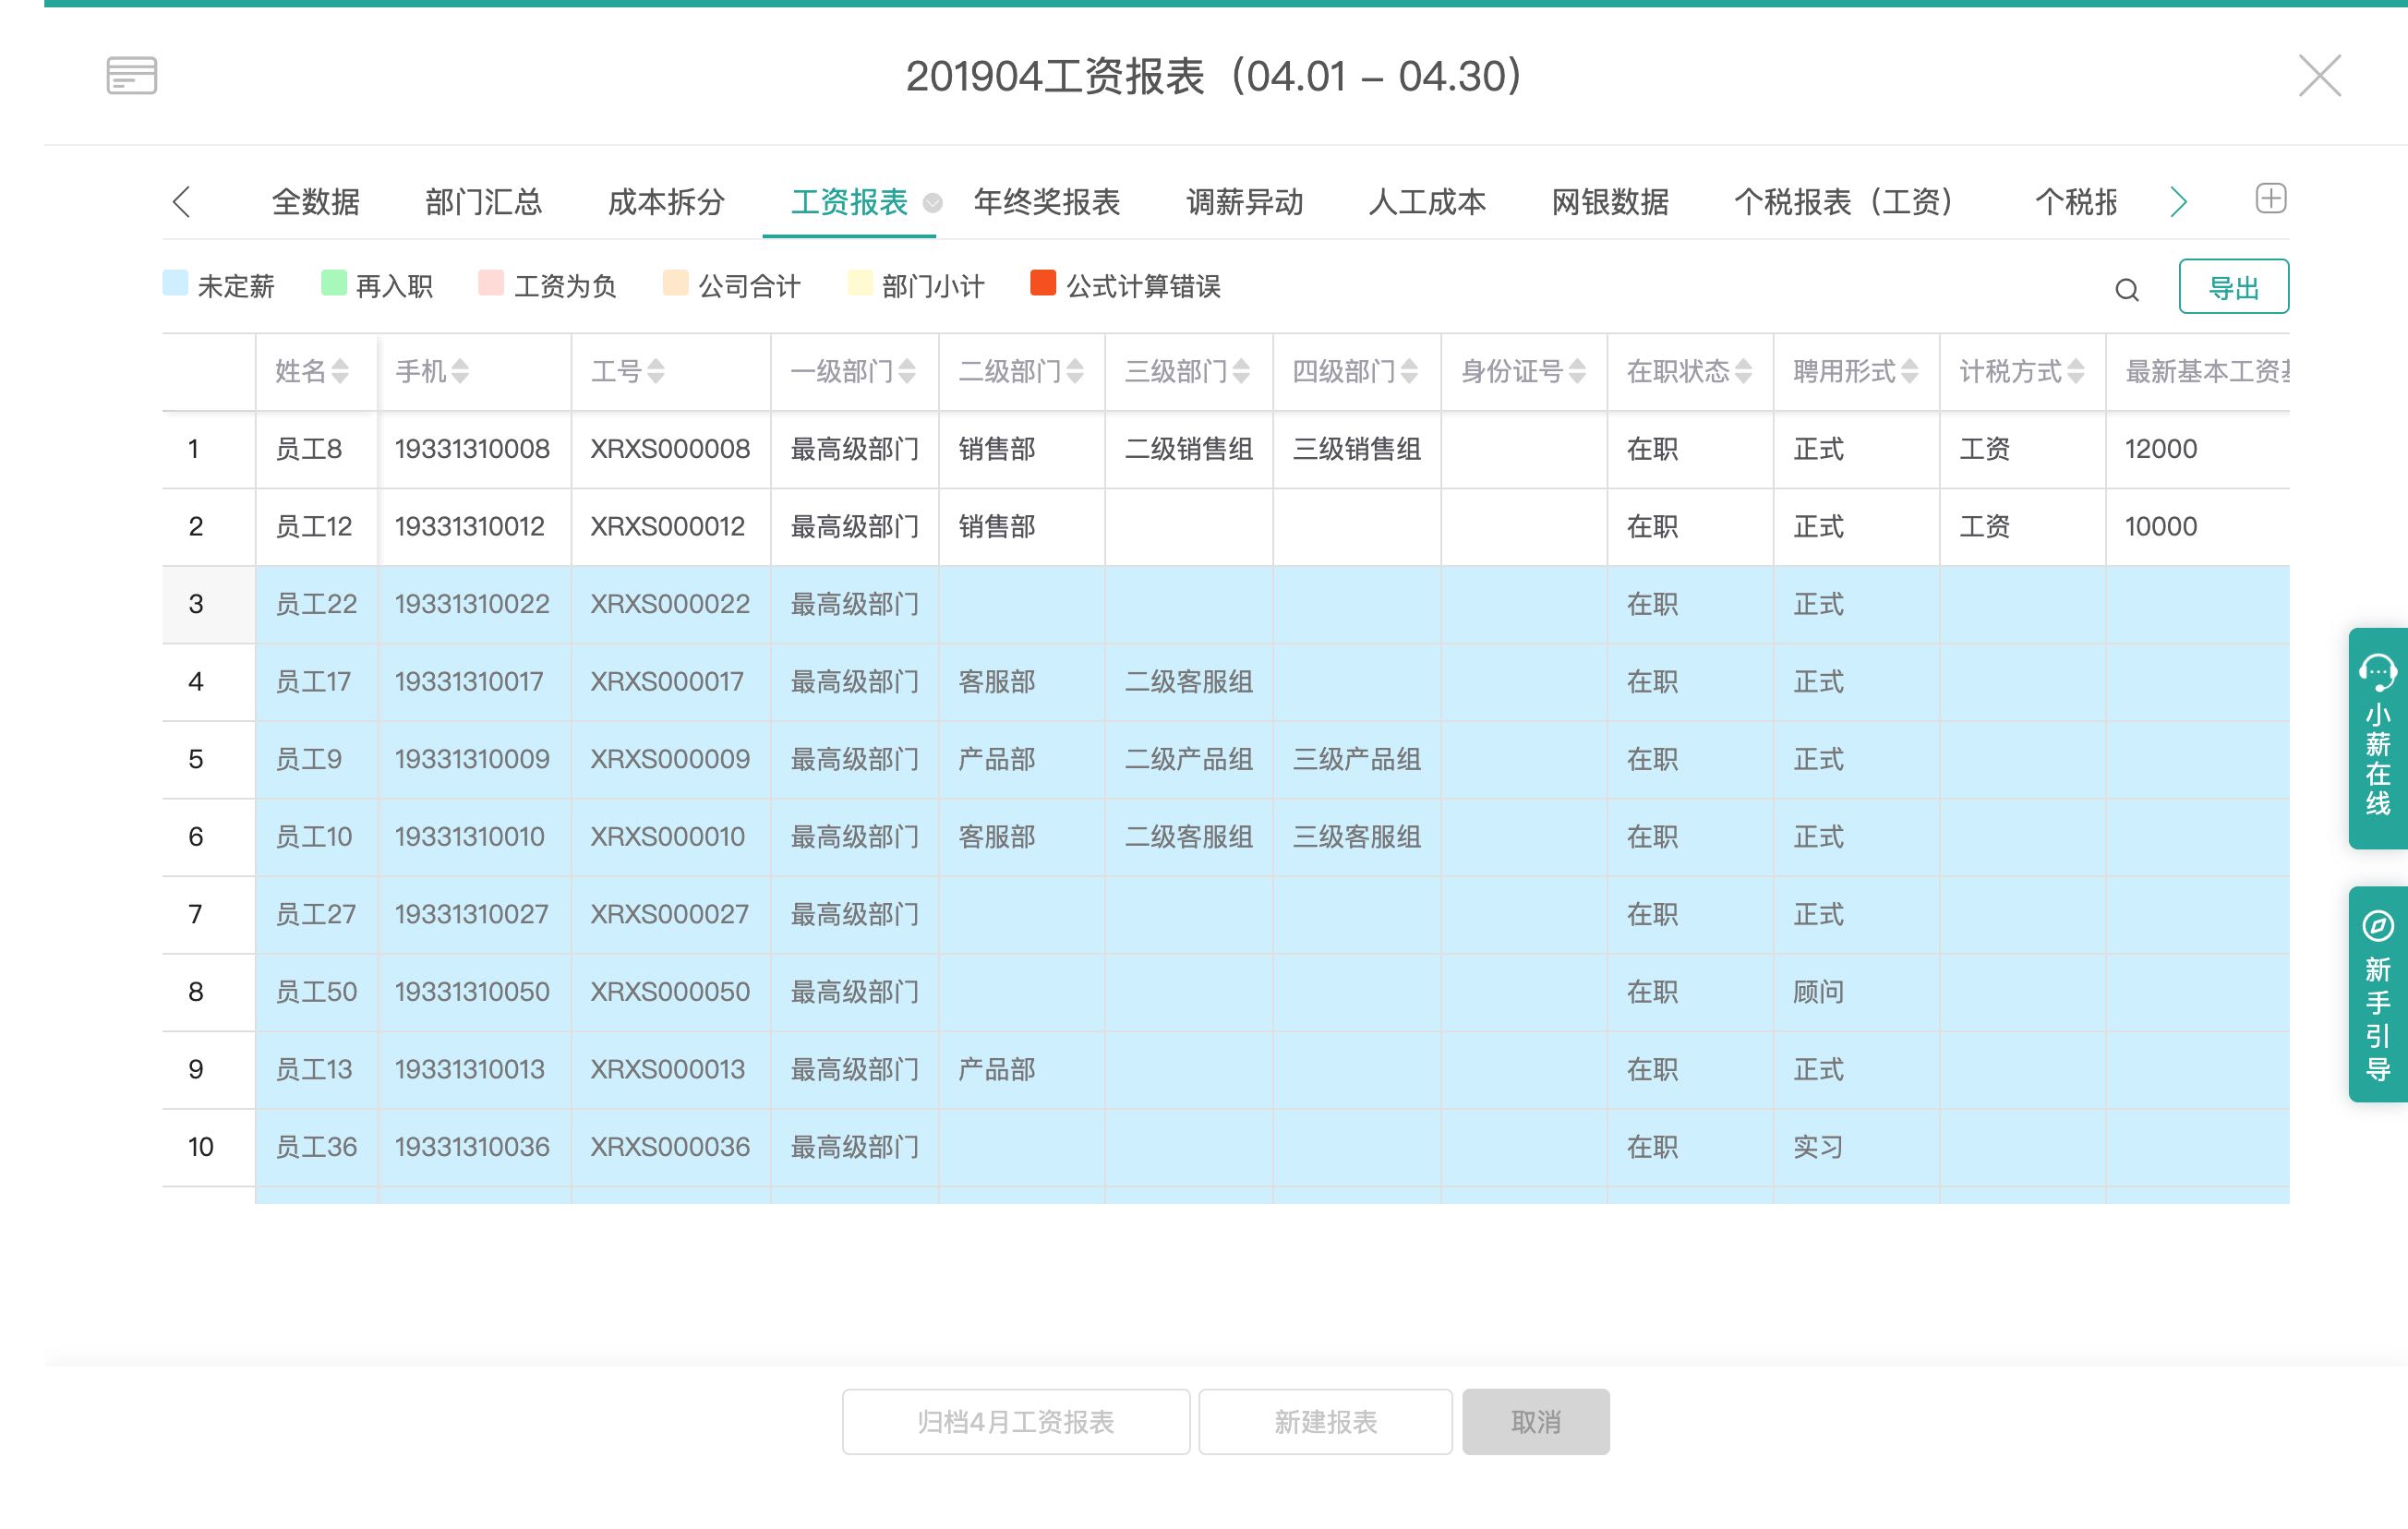 201904工资报表（04.01 – 04.30）
全数据 部门汇总 成本拆分 工资报表 年终奖报表 调薪异动 人工成本 网银数据 个税报表（工资） 个税报
未定薪 再入职 工资为负 公司合计 部门小计 公式计算错误 导出
姓名 手机 工号 一级部门 二级部门 三级部门 四级部门 身份证号 在职状态 聘用形式 计税方式 最新基本工资
1 员工8 19331310008 XRXS000008 最高级部门 销售部 二级销售组 三级销售组 在职 正式 工资 12000
2 员工12 19331310012 XRXS000012 最高级部门 销售部 在职 正式 工资 10000
3 员工22 19331310022 XRXS000022 最高级部门 在职 正式
4 员工17 19331310017 XRXS000017 最高级部门 客服部 二级客服组 在职 正式
5 员工9 19331310009 XRXS000009 最高级部门 产品部 二级产品组 三级产品组 在职 正式
6 员工10 19331310010 XRXS000010 最高级部门 客服部 二级客服组 三级客服组 在职 正式
7 员工27 19331310027 XRXS000027 最高级部门 在职 正式
8 员工50 19331310050 XRXS000050 最高级部门 在职 顾问
9 员工13 19331310013 XRXS000013 最高级部门 产品部 在职 正式
10 员工36 19331310036 XRXS000036 最高级部门 在职 实习
小薪在线
新手引导
归档4月工资报表 新建报表 取消